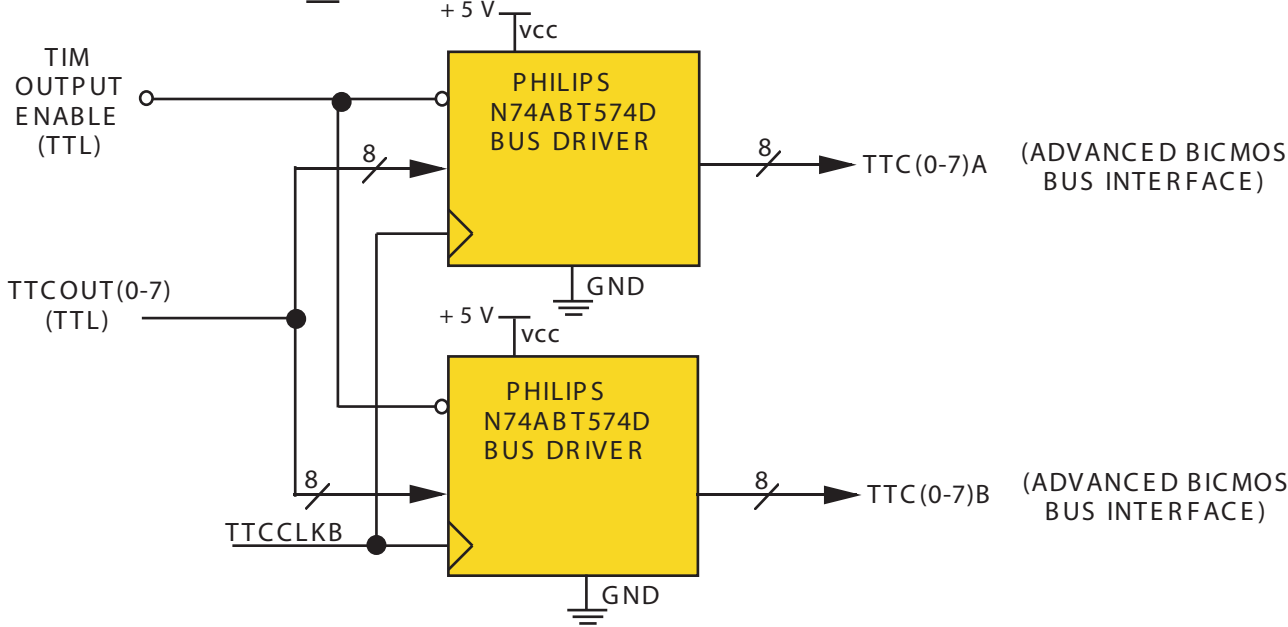 + 5 V
vcc
TIM
OUTPUT
ENABLE
(TTL)
PHILIPS
N74ABT574D
BUS DRIVER
8
8
TTC(0-7)A
(ADVANCED BICMOS
BUS INTERFACE)
GND
TTCOUT(0-7)
(TTL)
+ 5 V
vcc
PHILIPS
N74ABT574D
BUS DRIVER
8
8
TTC(0-7)B
(ADVANCED BICMOS
BUS INTERFACE)
TTCCLKB
GND